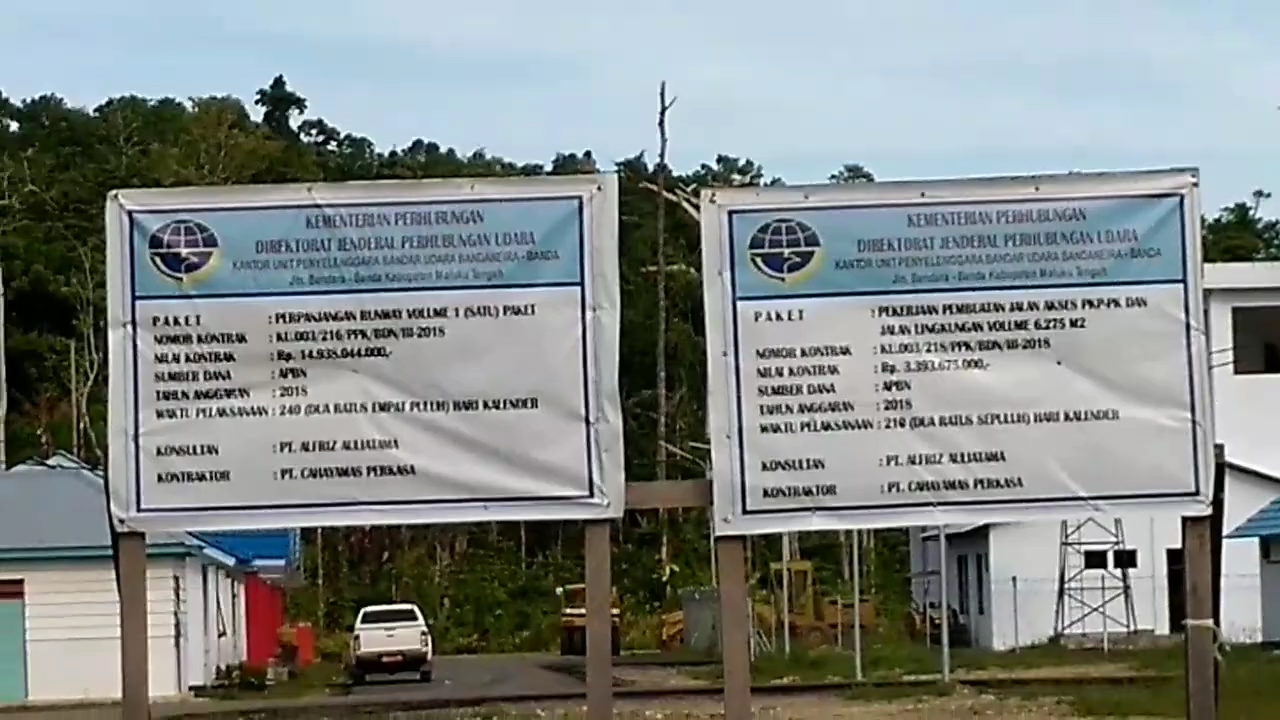 KEMENTERIAN PERHUBUNGAN
DIREKTORAT JENDERAL PERHUBUNGAN UDARA
KANTOR UNIT PENYELENGGARA BANDAR UDARA BANDANEIRA - BANDA
Jln. Bandara - Banda Kabupaten Maluku Tengah
PAKET : PERPANJANGAN RUNWAY VOLUME 1 (SATU) PAKET
NOMOR KONTRAK : KU.003/216/PPK/BDN/III-2018
NILAI KONTRAK : Rp. 14.938.044.000,-
SUMBER DANA : APBN
TAHUN ANGGARAN : 2018
WAKTU PELAKSANAAN : 240 (DUA RATUS EMPAT PULUH) HARI KALENDER
KONSULTAN : PT. ALFRIZ AULIATAMA
KONTRAKTOR : PT. CAHAYAMAS PERKASA
KEMENTERIAN PERHUBUNGAN
DIREKTORAT JENDERAL PERHUBUNGAN UDARA
KANTOR UNIT PENYELENGGARA BANDAR UDARA BANDANEIRA - BANDA
Jln. Bandara - Banda Kabupaten Maluku Tengah
PAKET : PEKERJAAN PEMBUATAN JALAN AKSES PKP-PK DAN
JALAN LINGKUNGAN VOLUME 6.275 M2
NOMOR KONTRAK : KU.003/218/PPK/BDN/III-2018
NILAI KONTRAK : Rp. 3.393.675.000,-
SUMBER DANA : APBN
TAHUN ANGGARAN : 2018
WAKTU PELAKSANAAN : 210 (DUA RATUS SEPULUH) HARI KALENDER
KONSULTAN : PT. ALFRIZ AULIATAMA
KONTRAKTOR : PT. CAHAYAMAS PERKASA